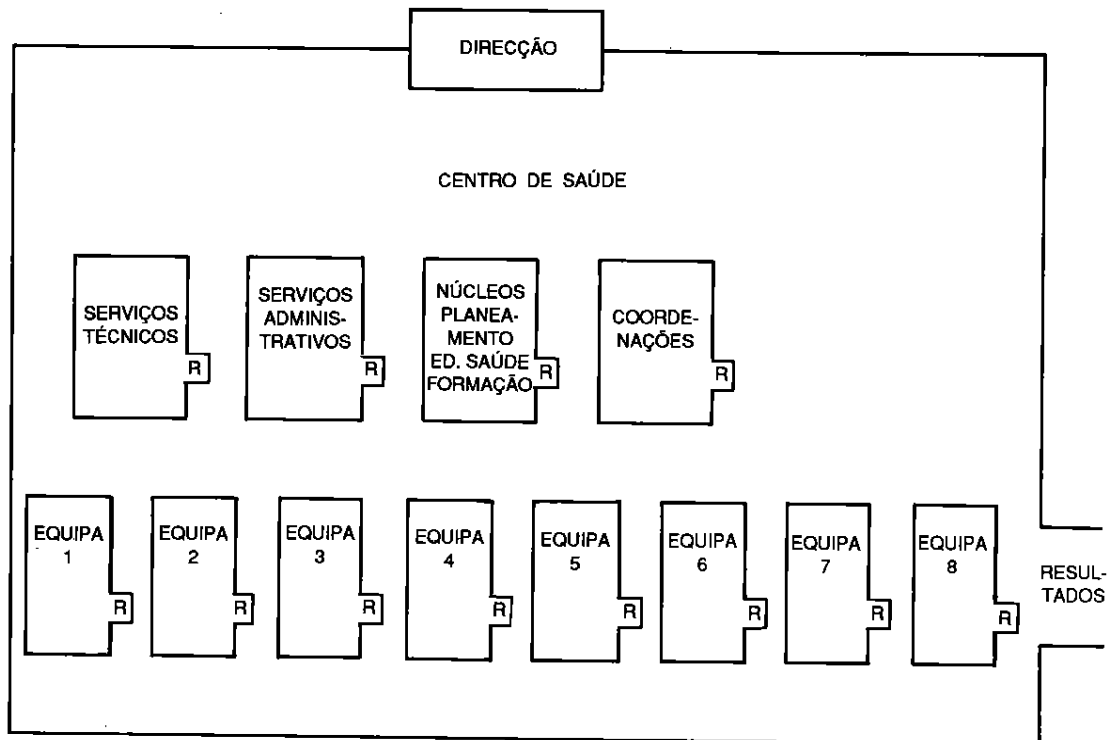 DIRECÇÃO
CENTRO DE SAÚDE
SERVIÇOS
TÉCNICOS
R
SERVIÇOS
ADMINIS-
TRATIVOS
R
NÚCLEOS
PLANEA-
MENTO
ED. SAÚDE
FORMAÇÃO
R
COORDE-
NAÇÕES
R
EQUIPA
1
R
EQUIPA
2
R
EQUIPA
3
R
EQUIPA
4
R
EQUIPA
5
R
EQUIPA
6
R
EQUIPA
7
R
EQUIPA
8
R
RESUL-
TADOS